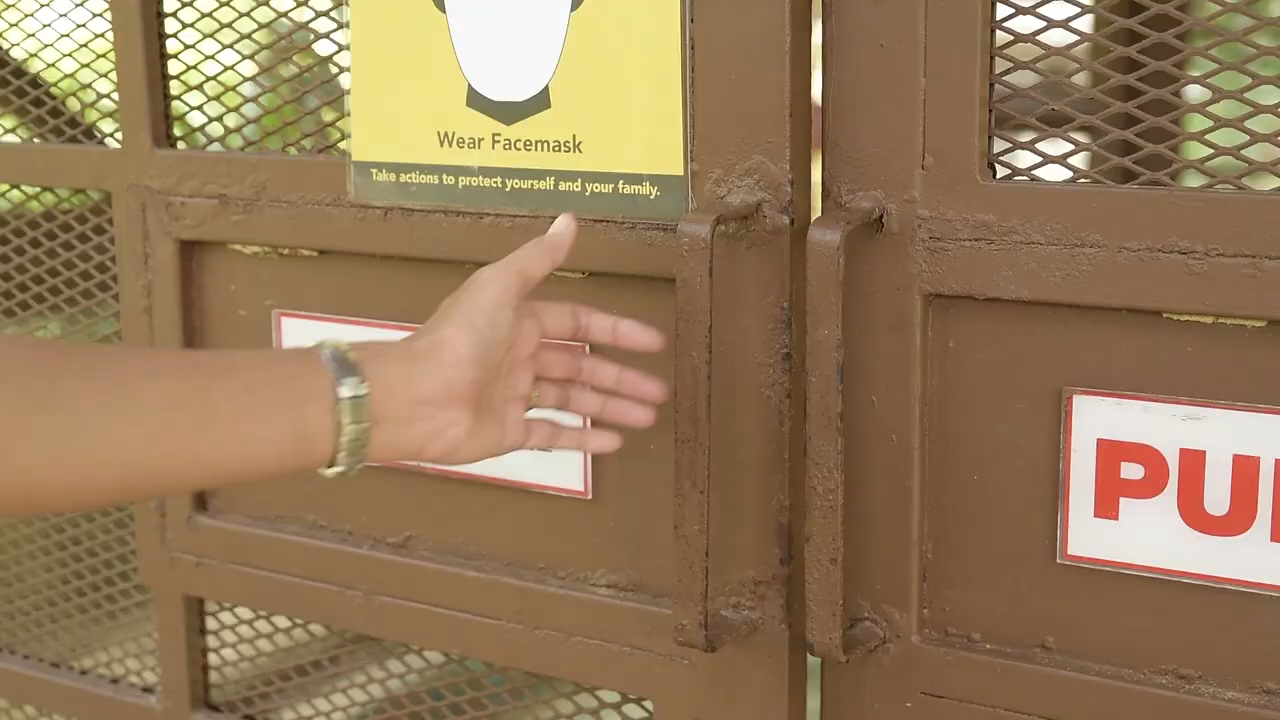 Wear Facemask
Take actions to protect yourself and your family.
PU